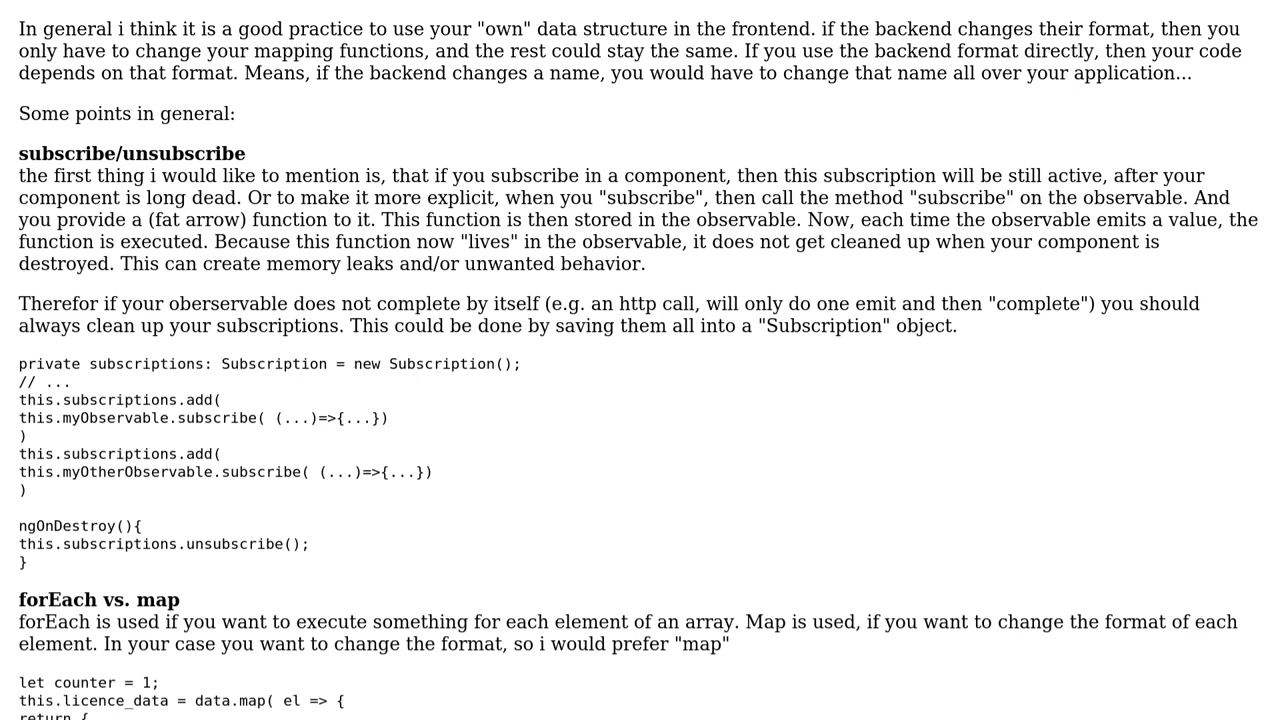 In general i think it is a good practice to use your "own" data structure in the frontend. if the backend changes their format, then you
only have to change your mapping functions, and the rest could stay the same. If you use the backend format directly, then your code
depends on that format. Means, if the backend changes a name, you would have to change that name all over your application...
Some points in general:
subscribe/unsubscribe
the first thing i would like to mention is, that if you subscribe in a component, then this subscription will be still active, after your
component is long dead. Or to make it more explicit, when you "subscribe", then call the method "subscribe" on the observable. And
you provide a (fat arrow) function to it. This function is then stored in the observable. Now, each time the observable emits a value, the
function is executed. Because this function now "lives" in the observable, it does not get cleaned up when your component is
destroyed. This can create memory leaks and/or unwanted behavior.
Therefor if your oberservable does not complete by itself (e.g. an http call, will only do one emit and then "complete") you should
always clean up your subscriptions. This could be done by saving them all into a "Subscription" object.
private subscriptions: Subscription = new Subscription();
// ...
this.subscriptions.add(
this.myObservable.subscribe( (...)=>{...})
)
this.subscriptions.add(
this.myOtherObservable.subscribe( (...)=>{...})
)
ngOnDestroy(){
this.subscriptions.unsubscribe();
}
forEach vs. map
forEach is used if you want to execute something for each element of an array. Map is used, if you want to change the format of each
element. In your case you want to change the format, so i would prefer "map"
let counter = 1;
this.licence_data = data.map( el => {
return {